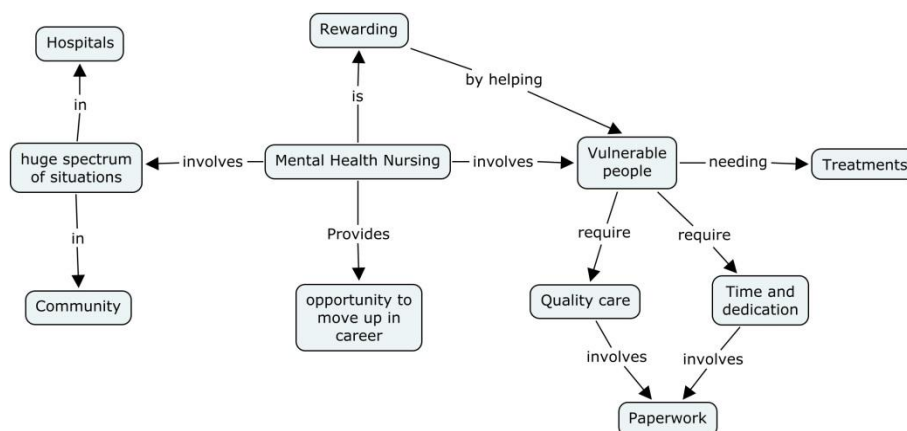 Rewarding
Hospitals
by helping
in
is
huge spectrum
of situations
involves
Mental Health Nursing
involves
Vulnerable
people
needing
Treatments
in
Provides
require
require
Community
opportunity to
move up in
career
Quality care
Time and
dedication
involves
involves
Paperwork